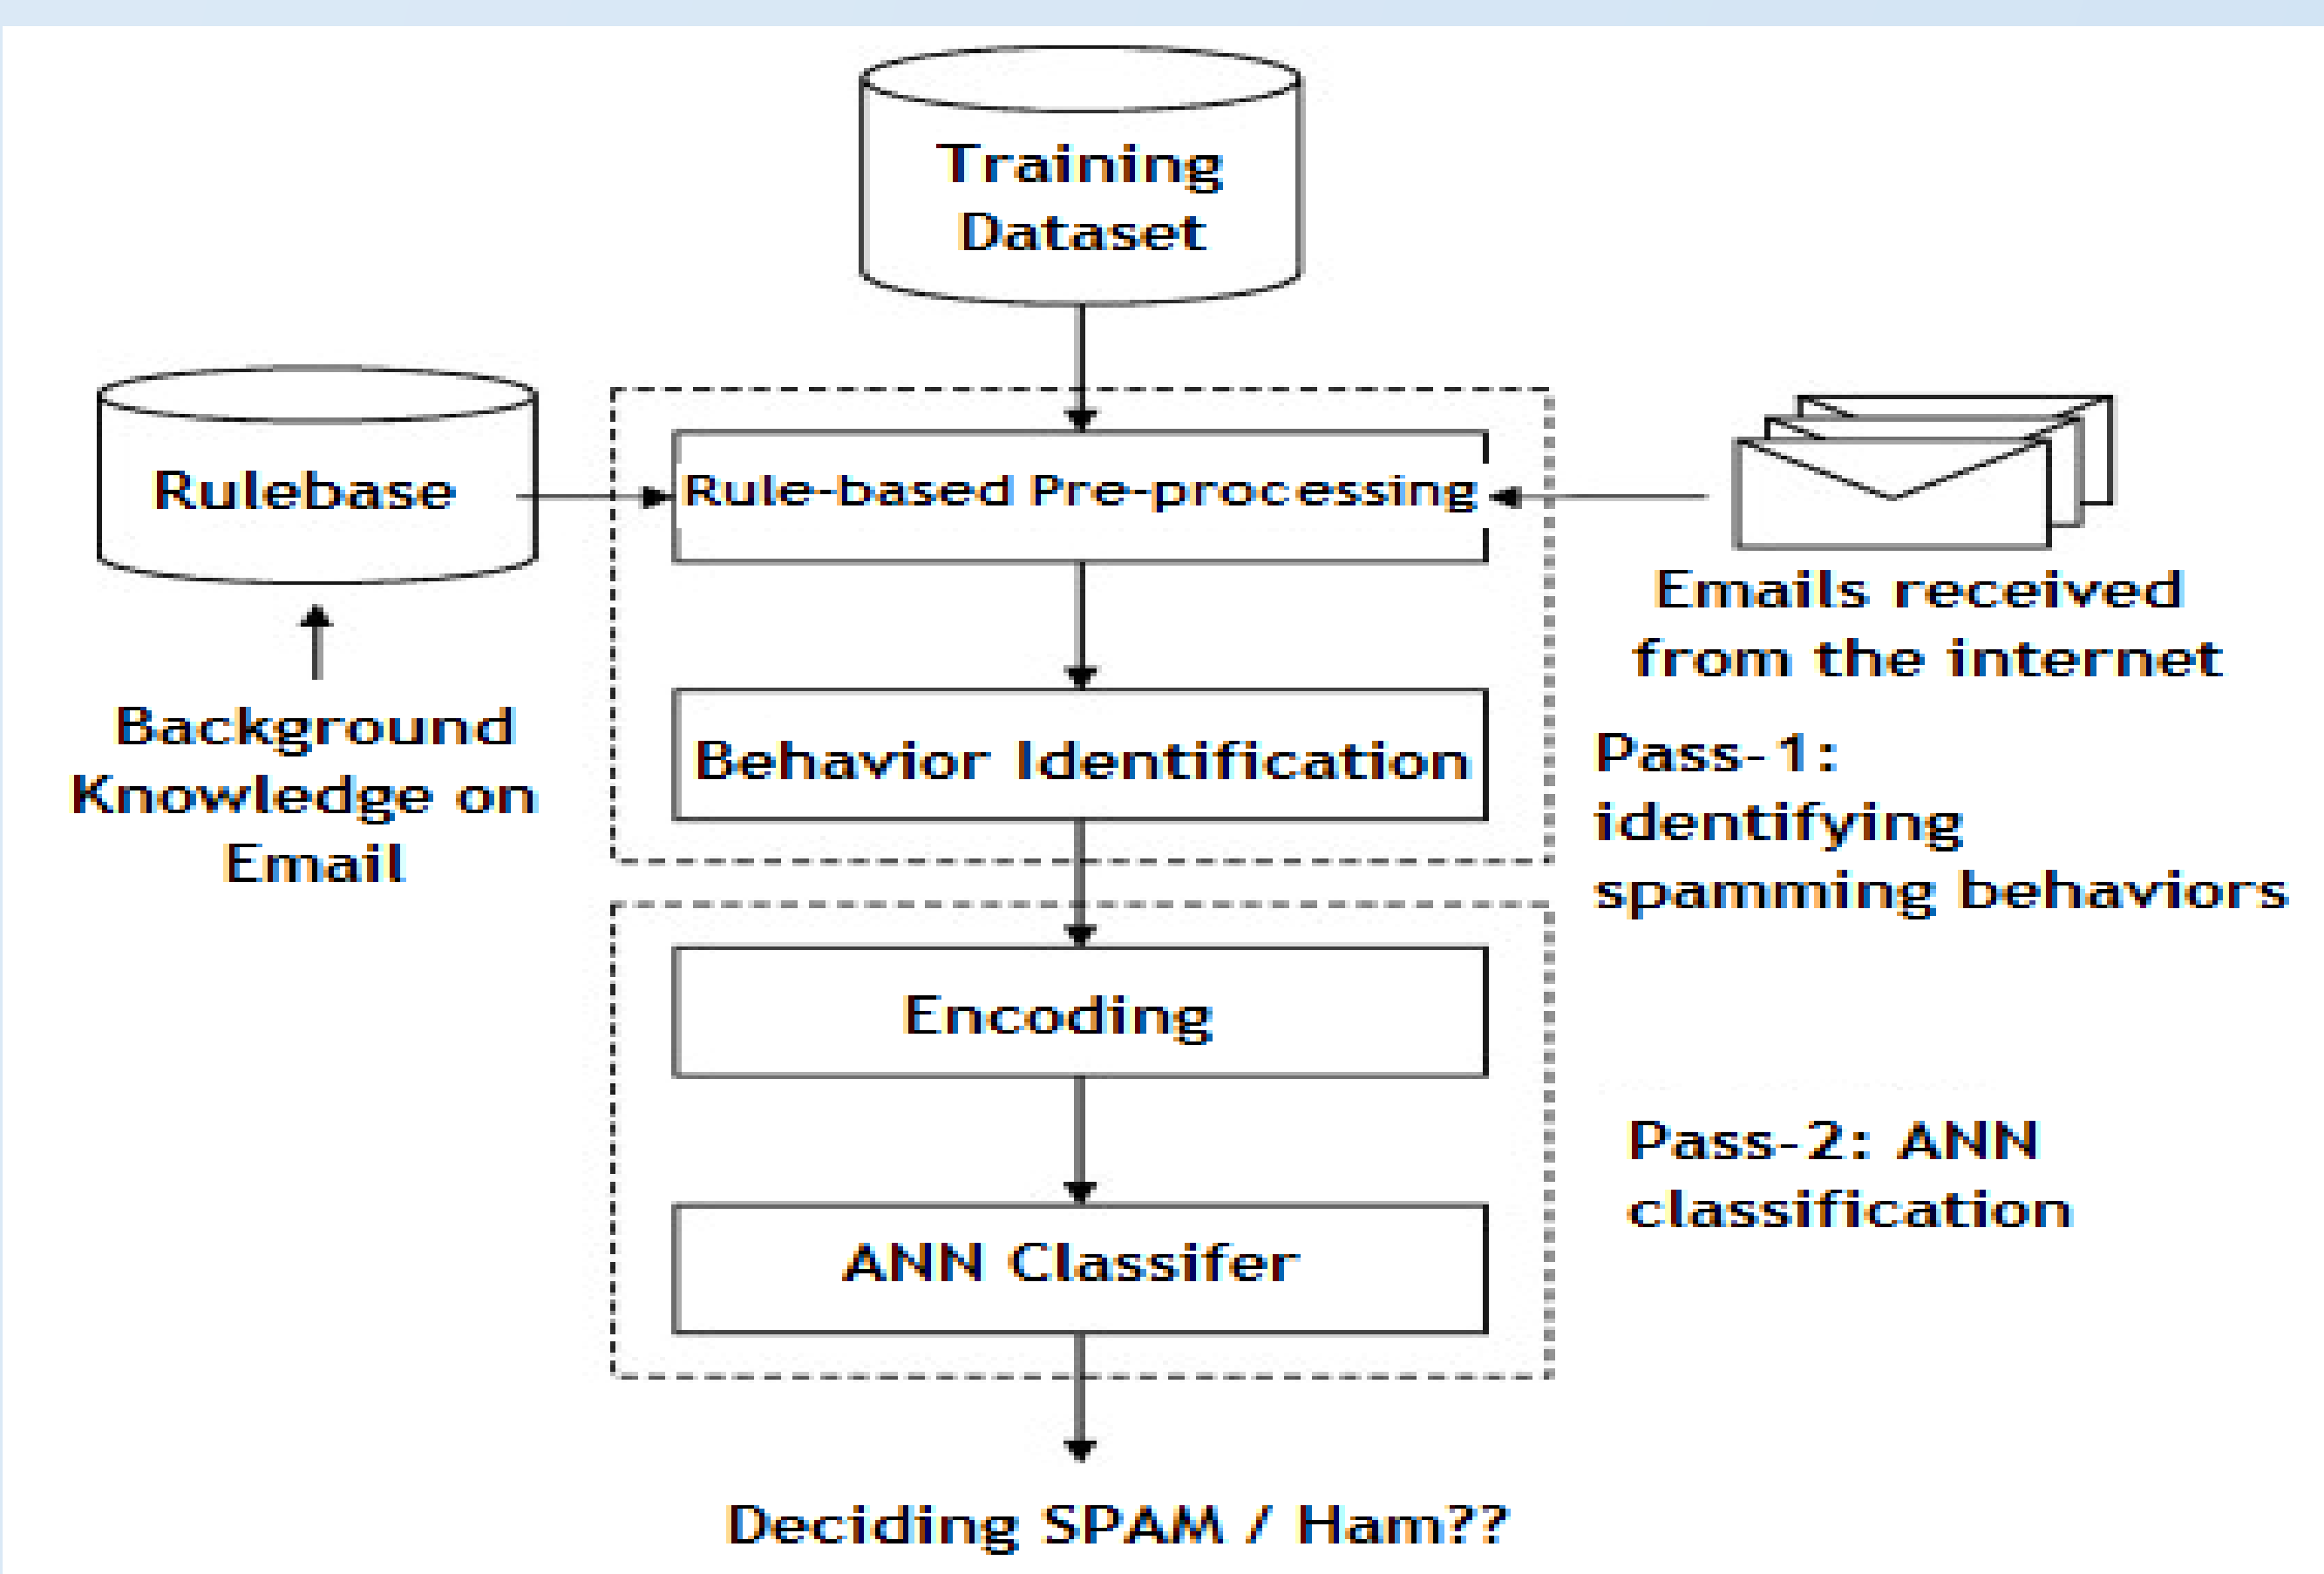 Training
Dataset
Rulebase
Rule-based Pre-processing
Emails received
from the internet
Background
Knowledge on
Email
Behavior Identification
Pass-1:
identifying
spamming behaviors
Encoding
Pass-2: ANN
classification
ANN Classifer
Deciding SPAM / Ham??